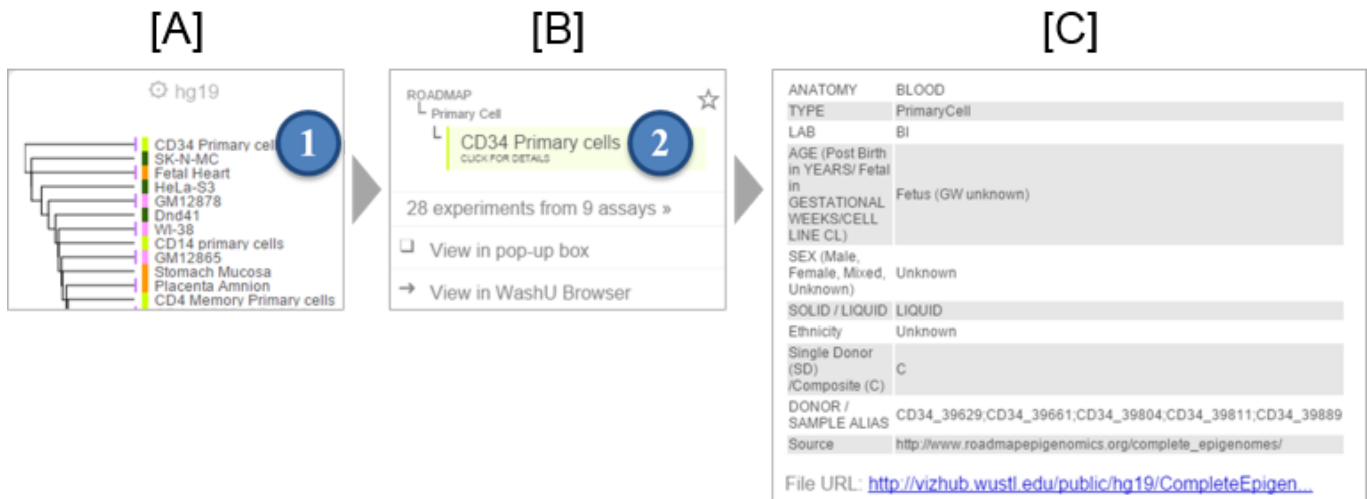 [A]
[B]
[C]
hg19
CD34 Primary cel
1
SK-N-MC
Fetal Heart
HeLa-S3
GM12878
Dnd41
WI-38
CD14 primary cells
GM12865
Stomach Mucosa
Placenta Amnion
CD4 Memory Primary cells
ROADMAP
Primary Cell
CD34 Primary cells
2
CLICK FOR DETAILS
28 experiments from 9 assays »
View in pop-up box
View in WashU Browser
ANATOMY BLOOD
TYPE PrimaryCell
LAB BI
AGE (Post Birth
in YEARS/ Fetal
in
GESTATIONAL
WEEKS/CELL
LINE CL)
Fetus (GW unknown)
SEX (Male,
Female, Mixed,
Unknown)
Unknown
SOLID / LIQUID LIQUID
Ethnicity Unknown
Single Donor
(SD)
/Composite (C)
C
DONOR /
SAMPLE ALIAS
CD34_39629;CD34_39661;CD34_39804;CD34_39811;CD34_39889
Source http://www.roadmapepigenomics.org/complete_epigenomes/
File URL: http://vizhub.wustl.edu/public/hg19/CompleteEpigen...